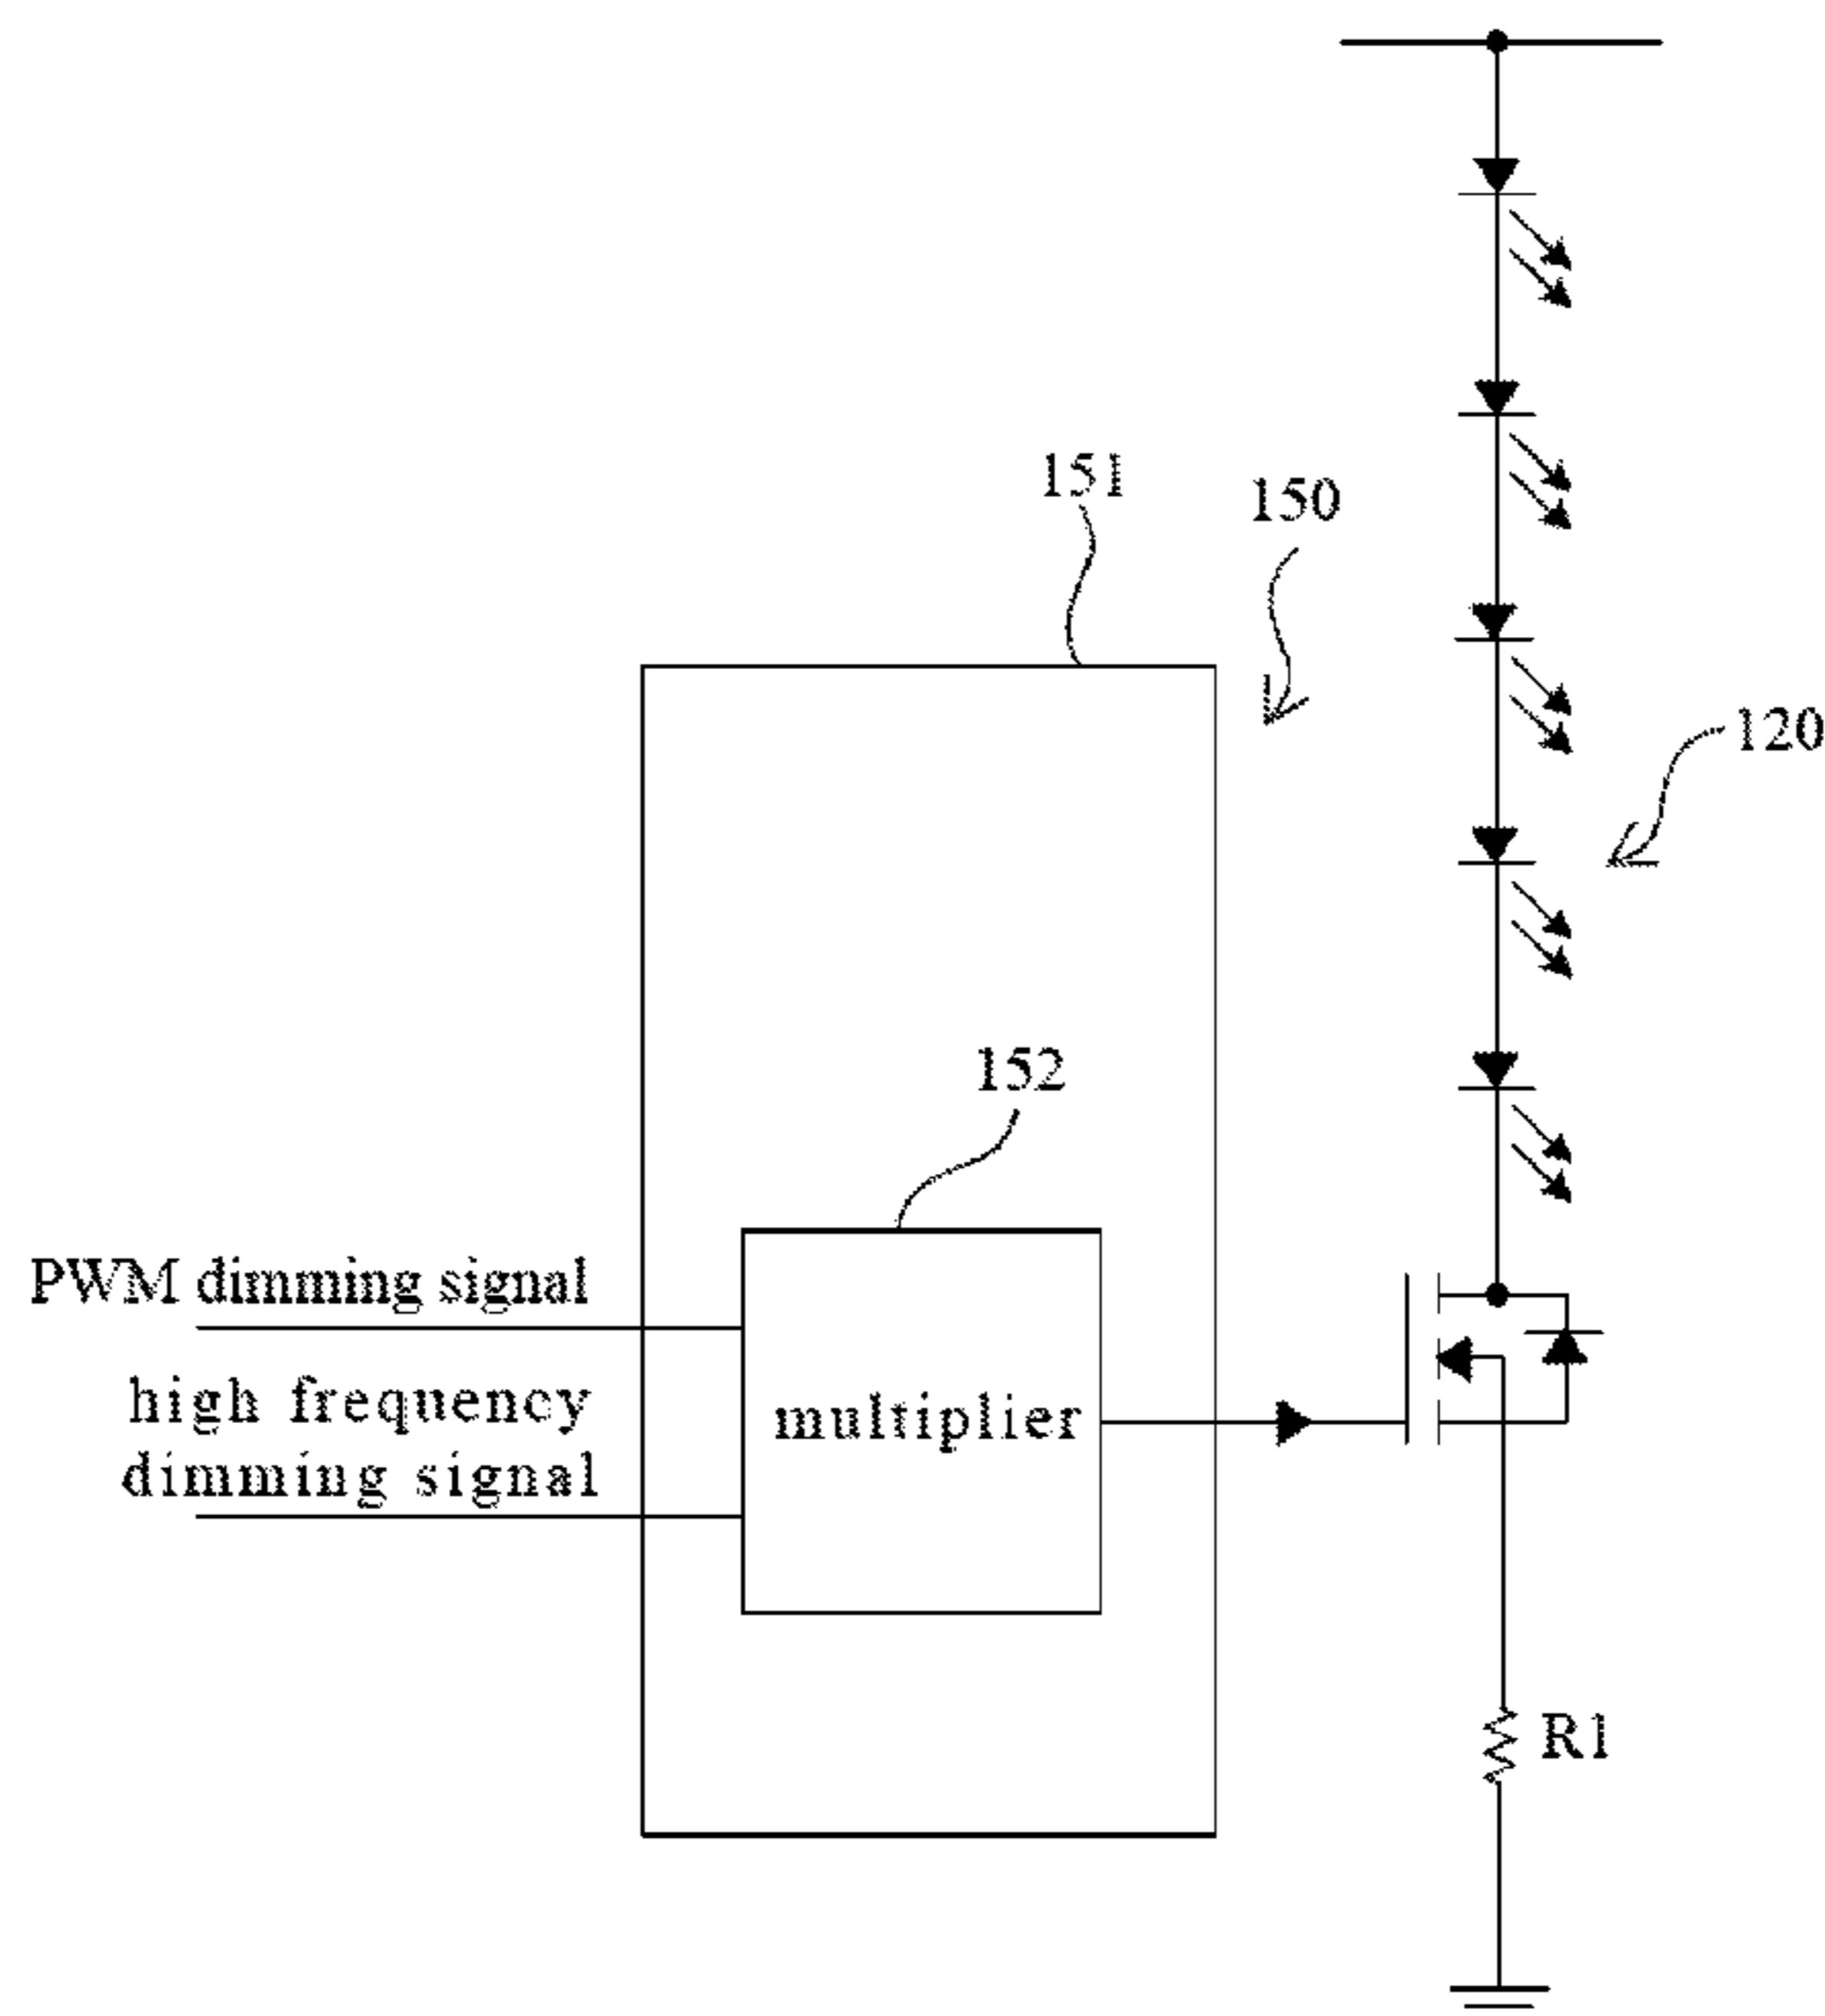 151
150
120
152
PWM dimming signal
high frequency
dimming signal
multiplier
R1